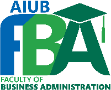 AIUB
FBA
FACULTY OF
BUSINESS ADMINISTRATION